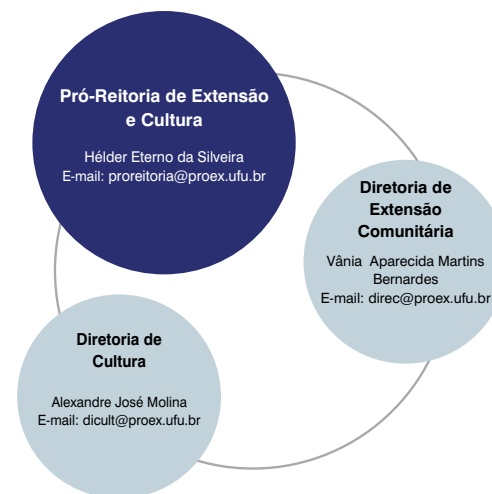 Pró-Reitoria de Extensão
e Cultura
Hélder Eterno da Silveira
E-mail: proreitoria@proex.ufu.br
Diretoria de
Extensão
Comunitária
Vânia Aparecida Martins
Bernardes
E-mail: direc@proex.ufu.br
Diretoria de
Cultura
Alexandre José Molina
E-mail: dicult@proex.ufu.br